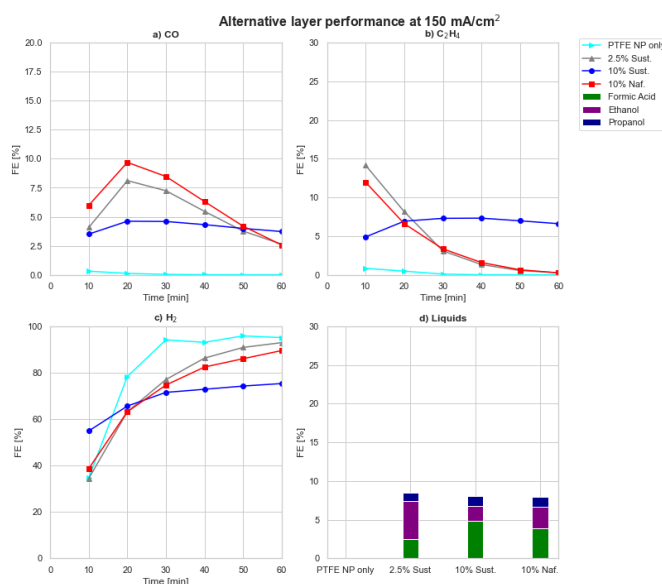 Alternative layer performance at 150 mA/cm²
a) CO
FE [%]
20.0
17.5
15.0
12.5
10.0
7.5
5.0
2.5
0.0
0 10 20 30 40 50 60
Time [min]
b) C₂H₄
FE [%]
30
25
20
15
10
5
0
0 10 20 30 40 50 60
Time [min]
PTFE NP only
2.5% Sust.
10% Sust.
10% Naf.
Formic Acid
Ethanol
Propanol
c) H₂
FE [%]
100
80
60
40
20
0
0 10 20 30 40 50 60
Time [min]
d) Liquids
FE [%]
30
25
20
15
10
5
0
PTFE NP only 2.5% Sust 10% Sust. 10% Naf.